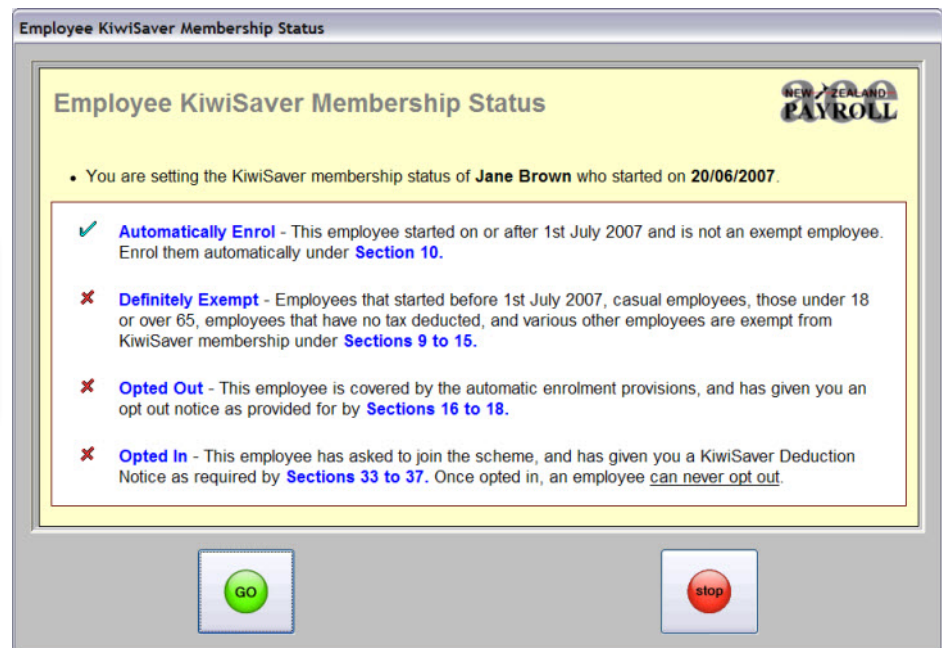 Employee KiwiSaver Membership Status
Employee KiwiSaver Membership Status
ace
NEW ZEALAND
PAYROLL
• You are setting the KiwiSaver membership status of Jane Brown who started on 20/06/2007.
Automatically Enrol - This employee started on or after 1st July 2007 and is not an exempt employee.
Enrol them automatically under Section 10.
Definitely Exempt - Employees that started before 1st July 2007, casual employees, those under 18
or over 65, employees that have no tax deducted, and various other employees are exempt from
KiwiSaver membership under Sections 9 to 15.
Opted Out - This employee is covered by the automatic enrolment provisions, and has given you an
opt out notice as provided for by Sections 16 to 18.
Opted In - This employee has asked to join the scheme, and has given you a KiwiSaver Deduction
Notice as required by Sections 33 to 37. Once opted in, an employee can never opt out.
GO
stop